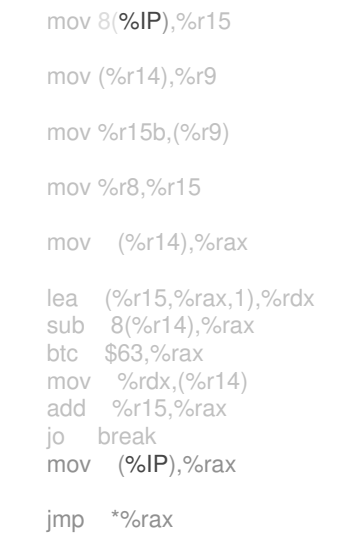 mov 8(%IP),%r15
mov (%r14),%r9
mov %r15b,(%r9)
mov %r8,%r15
mov (%r14),%rax
lea (%r15,%rax,1),%rdx
sub 8(%r14),%rax
btc $63,%rax
mov %rdx,(%r14)
add %r15,%rax
jo break
mov (%IP),%rax
jmp *%rax